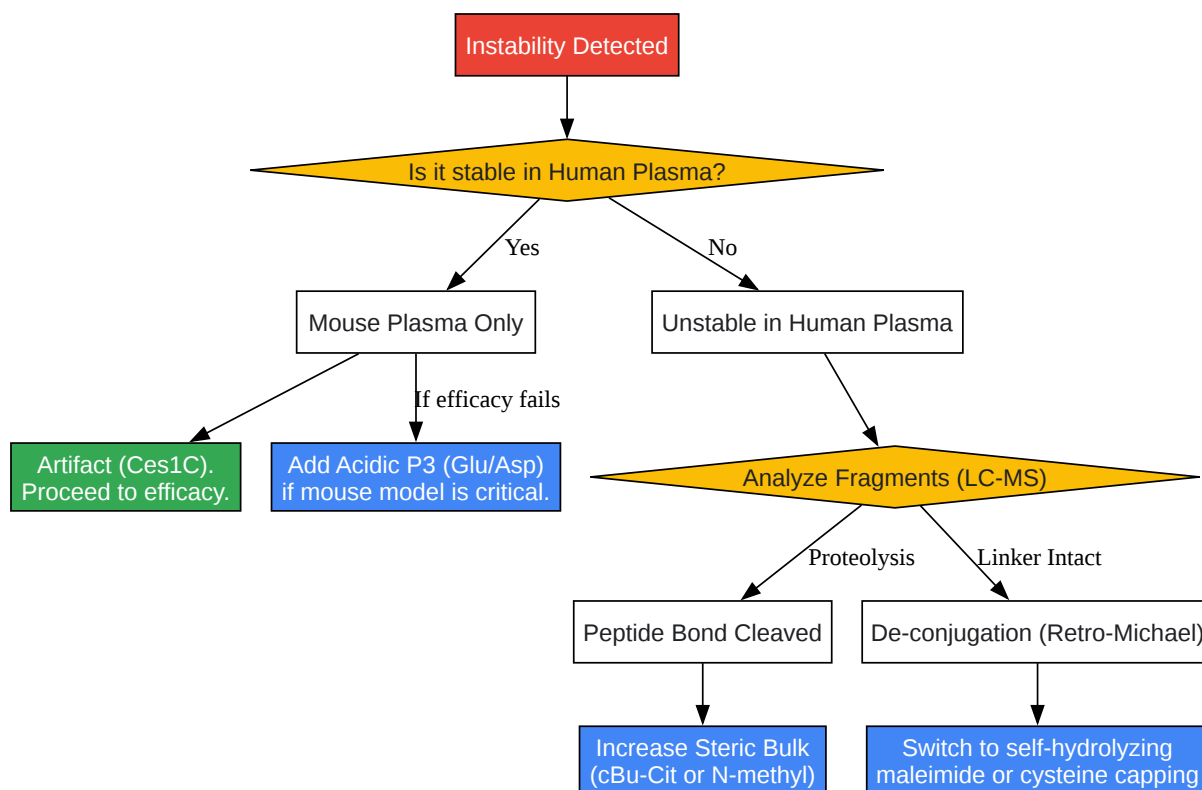 Instability Detected
Is it stable in Human Plasma?
Yes
No
Mouse Plasma Only
Unstable in Human Plasma
If efficacy fails
Artifact (Ces1C).
Proceed to efficacy.
Add Acidic P3 (Glu/Asp)
if mouse model is critical.
Analyze Fragments (LC-MS)
Proteolysis
Linker Intact
Peptide Bond Cleaved
De-conjugation (Retro-Michael)
Increase Steric Bulk
(cBu-Cit or N-methyl)
Switch to self-hydrolyzing
maleimide or cysteine capping